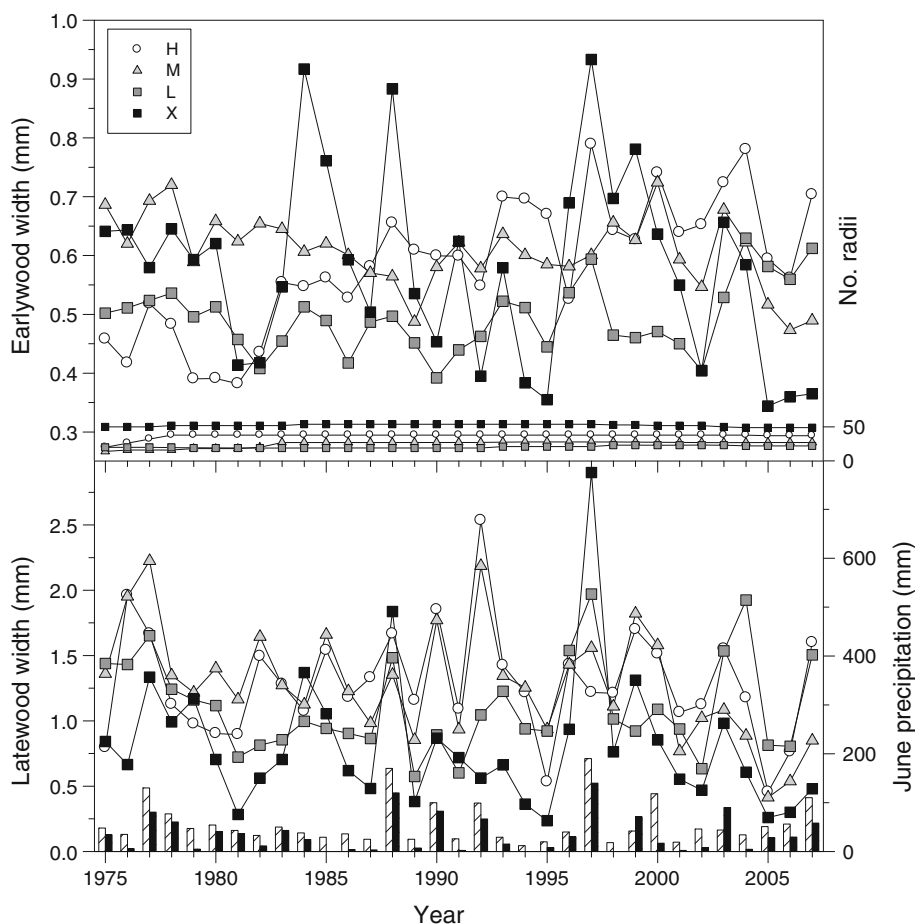 1.0
0.9
0.8
0.7
0.6
0.5
0.4
0.3
Earlywood width (mm)
H
M
L
X
No. radii
50
0
2.5
2.0
1.5
1.0
0.5
0.0
Latewood width (mm)
600
400
200
0
June precipitation (mm)
1975 1980 1985 1990 1995 2000 2005
Year